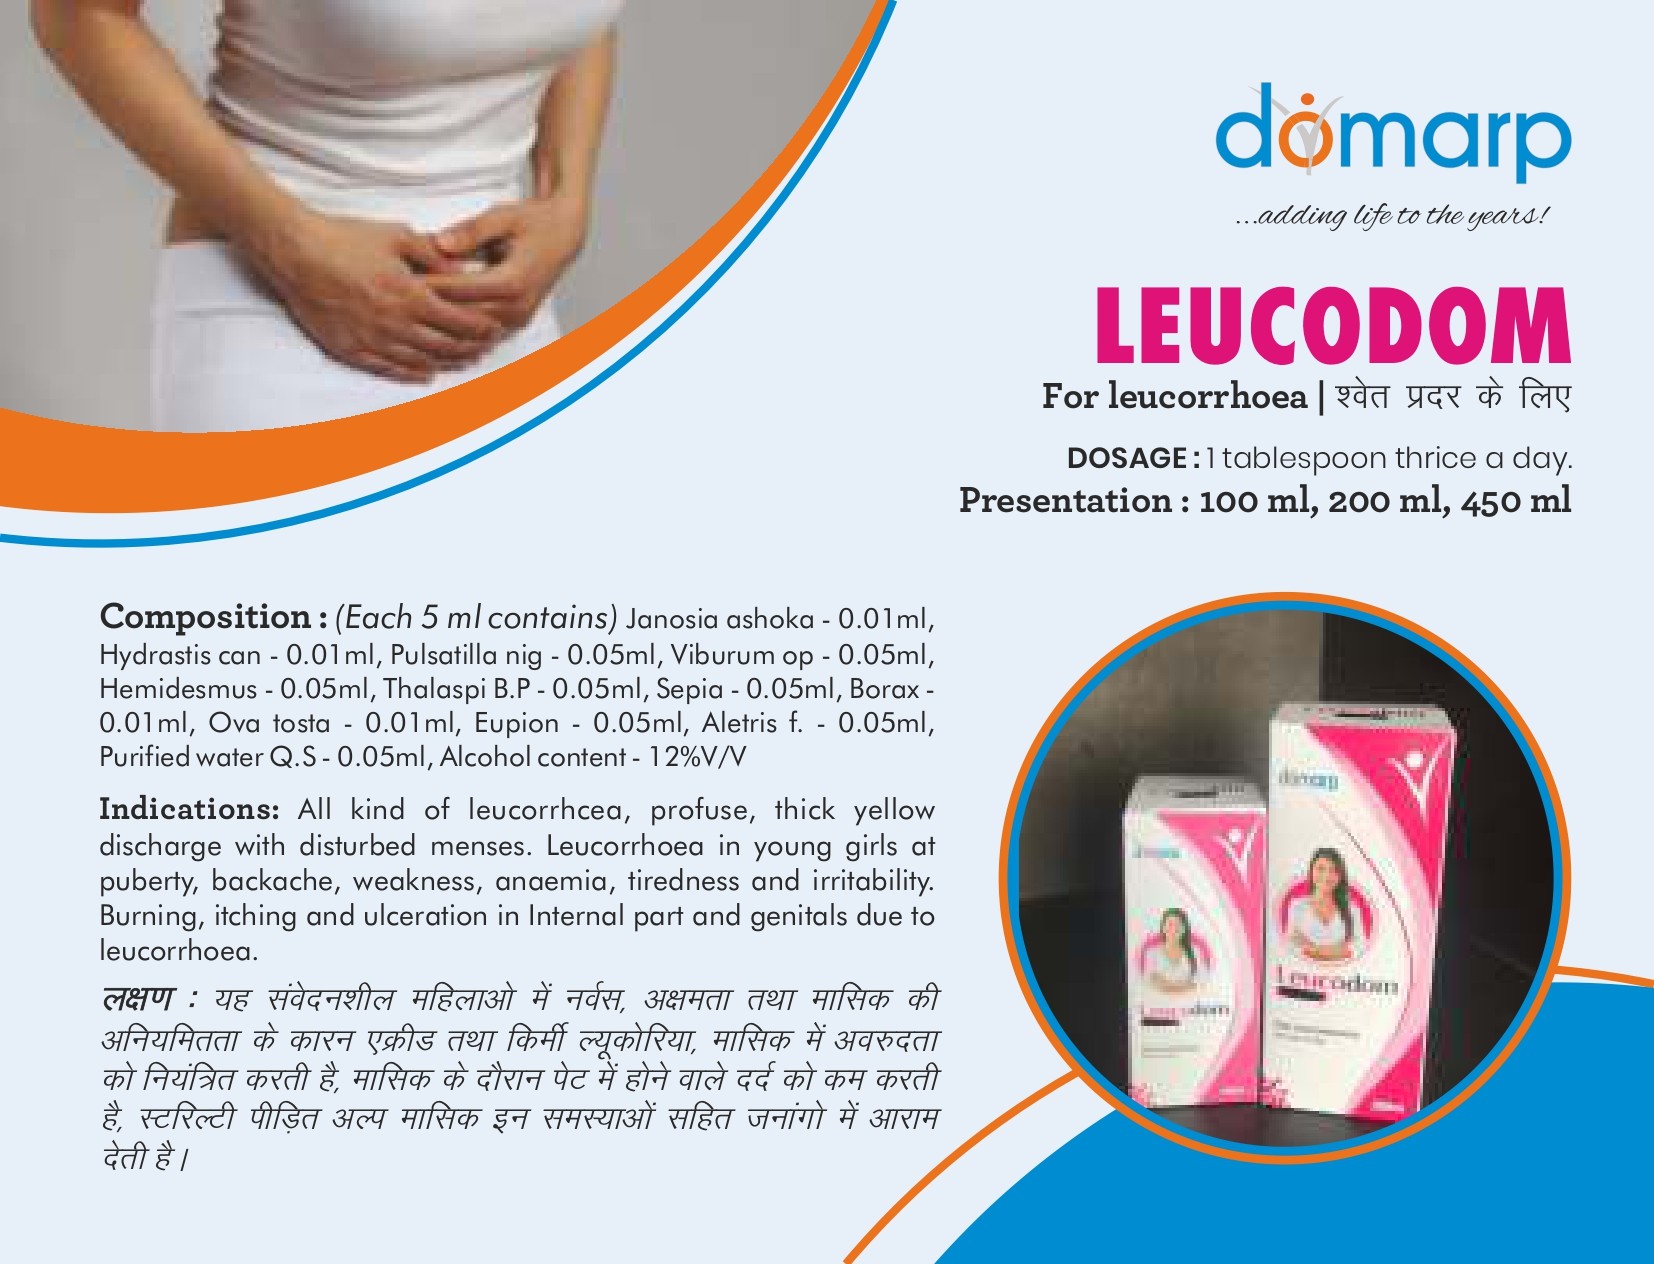 domarp
...adding life to the years!
LEUCODOM
For leucorrhoea | श्वेत प्रदर के लिए
DOSAGE : 1 tablespoon thrice a day.
Presentation : 100 ml, 200 ml, 450 ml
Composition : (Each 5 ml contains) Janosia ashoka - 0.01ml,
Hydrastis can - 0.01ml, Pulsatilla nig - 0.05ml, Viburum op - 0.05ml,
Hemidesmus - 0.05ml, Thalaspi B.P - 0.05ml, Sepia - 0.05ml, Borax -
0.01ml, Ova tosta - 0.01ml, Eupion - 0.05ml, Aletris f. - 0.05ml,
Purified water Q.S - 0.05ml, Alcohol content - 12%V/V
Indications: All kind of leucorrhcea, profuse, thick yellow
discharge with disturbed menses. Leucorrhoea in young girls at
puberty, backache, weakness, anaemia, tiredness and irritability.
Burning, itching and ulceration in Internal part and genitals due to
leucorrhoea.
लक्षण : यह संवेदनशील महिलाओ में नर्वस, अक्षमता तथा मासिक की
अनियमितता के कारन एक्रीड तथा किर्मी ल्यूकोरिया, मासिक में अवरुदता
को नियंत्रित करती है, मासिक के दौरान पेट में होने वाले दर्द को कम करती
है, स्टरिल्टी पीड़ित अल्प मासिक इन समस्याओं सहित जनांगो में आराम
देती है।
domarp
Leucodom
domarp
Leucodom